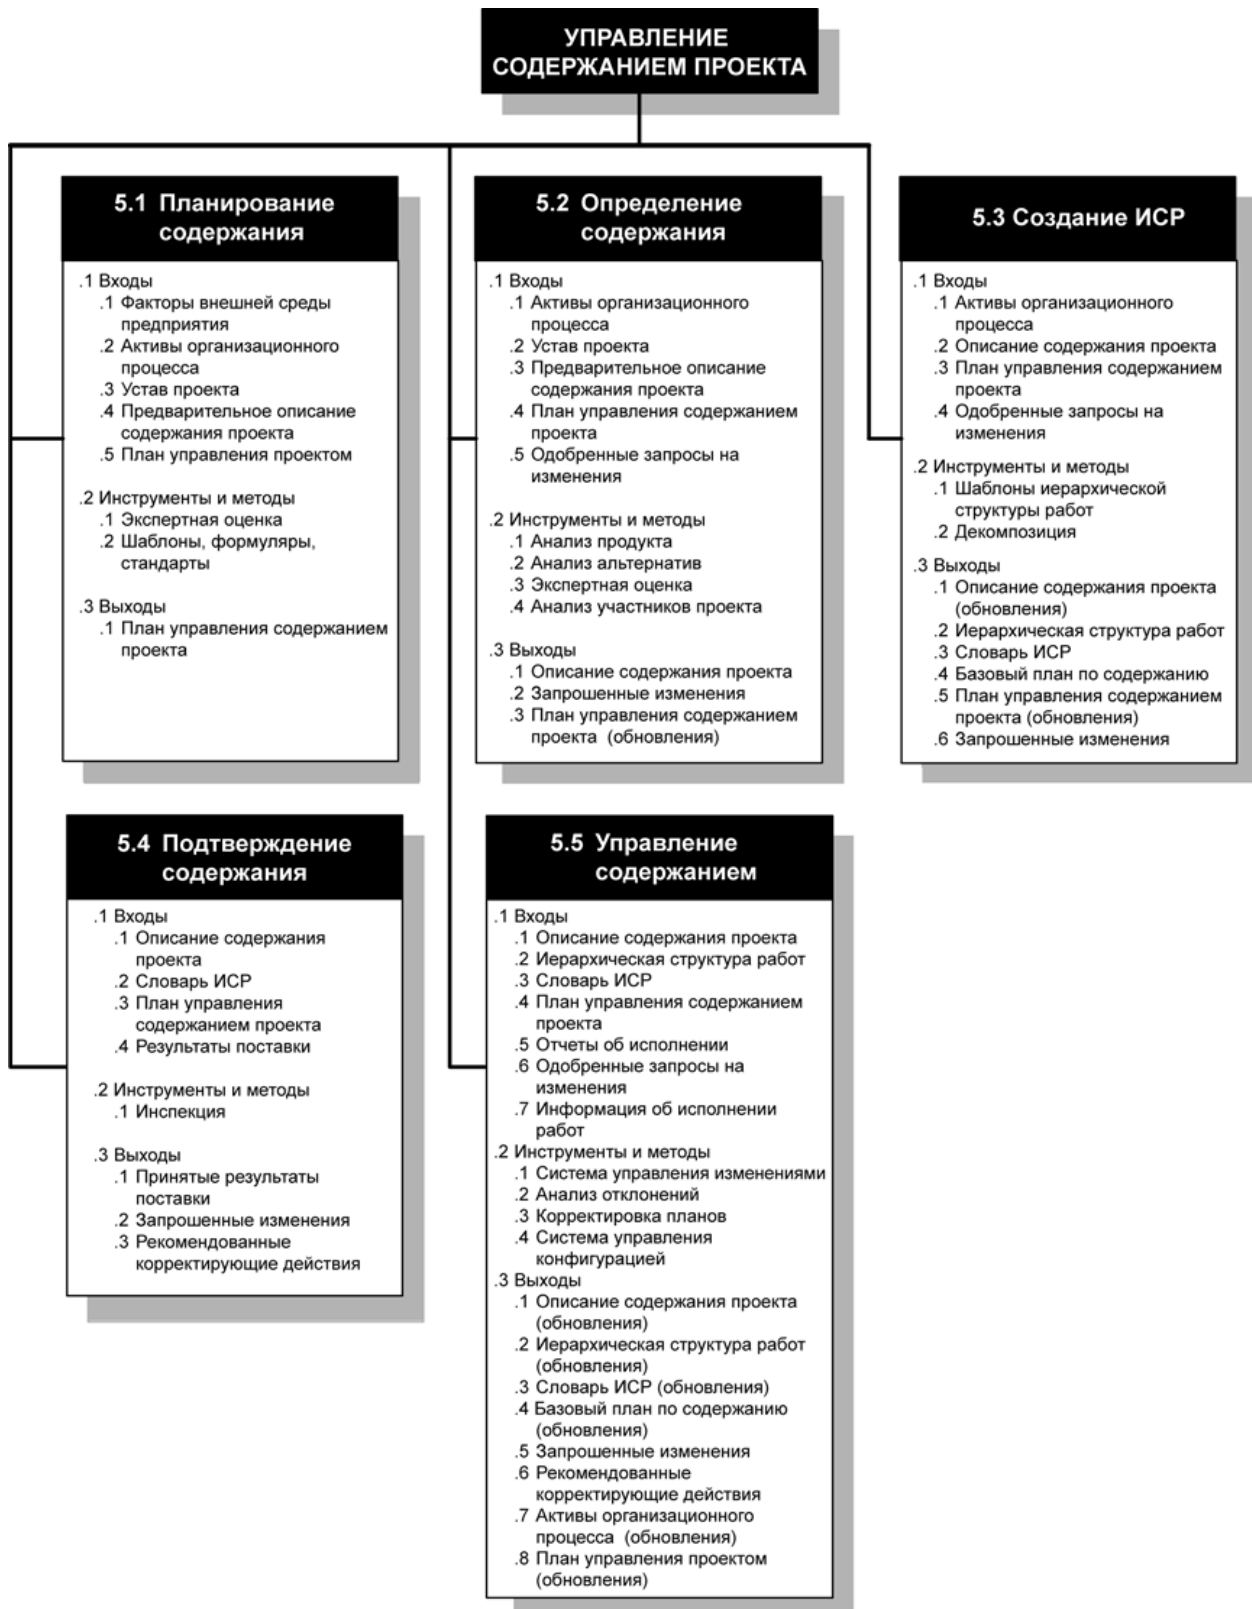 УПРАВЛЕНИЕ
СОДЕРЖАНИЕМ ПРОЕКТА
5.1 Планирование
содержания
.1 Входы
.1 Факторы внешней среды
предприятия
.2 Активы организационного
процесса
.3 Устав проекта
.4 Предварительное описание
содержания проекта
.5 План управления проектом
.2 Инструменты и методы
.1 Экспертная оценка
.2 Шаблоны, формуляры,
стандарты
.3 Выходы
.1 План управления содержанием
проекта
5.2 Определение
содержания
.1 Входы
.1 Активы организационного
процесса
.2 Устав проекта
.3 Предварительное описание
содержания проекта
.4 План управления содержанием
проекта
.5 Одобренные запросы на
изменения
.2 Инструменты и методы
.1 Анализ продукта
.2 Анализ альтернатив
.3 Экспертная оценка
.4 Анализ участников проекта
.3 Выходы
.1 Описание содержания проекта
.2 Запрошенные изменения
.3 План управления содержанием
проекта (обновления)
5.3 Создание ИСР
.1 Входы
.1 Активы организационного
процесса
.2 Описание содержания проекта
.3 План управления содержанием
проекта
.4 Одобренные запросы на
изменения
.2 Инструменты и методы
.1 Шаблоны иерархической
структуры работ
.2 Декомпозиция
.3 Выходы
.1 Описание содержания проекта
(обновления)
.2 Иерархическая структура работ
.3 Словарь ИСР
.4 Базовый план по содержанию
.5 План управления содержанием
проекта (обновления)
.6 Запрошенные изменения
5.4 Подтверждение
содержания
.1 Входы
.1 Описание содержания
проекта
.2 Словарь ИСР
.3 План управления
содержанием проекта
.4 Результаты поставки
.2 Инструменты и методы
.1 Инспекция
.3 Выходы
.1 Принятые результаты
поставки
.2 Запрошенные изменения
.3 Рекомендованные
корректирующие действия
5.5 Управление
содержанием
.1 Входы
.1 Описание содержания проекта
.2 Иерархическая структура работ
.3 Словарь ИСР
.4 План управления содержанием
проекта
.5 Отчеты об исполнении
.6 Одобренные запросы на
изменения
.7 Информация об исполнении
работ
.2 Инструменты и методы
.1 Система управления изменениями
.2 Анализ отклонений
.3 Корректировка планов
.4 Система управления
конфигурацией
.3 Выходы
.1 Описание содержания проекта
(обновления)
.2 Иерархическая структура работ
(обновления)
.3 Словарь ИСР (обновления)
.4 Базовый план по содержанию
(обновления)
.5 Запрошенные изменения
.6 Рекомендованные
корректирующие действия
.7 Активы организационного
процесса (обновления)
.8 План управления проектом
(обновления)